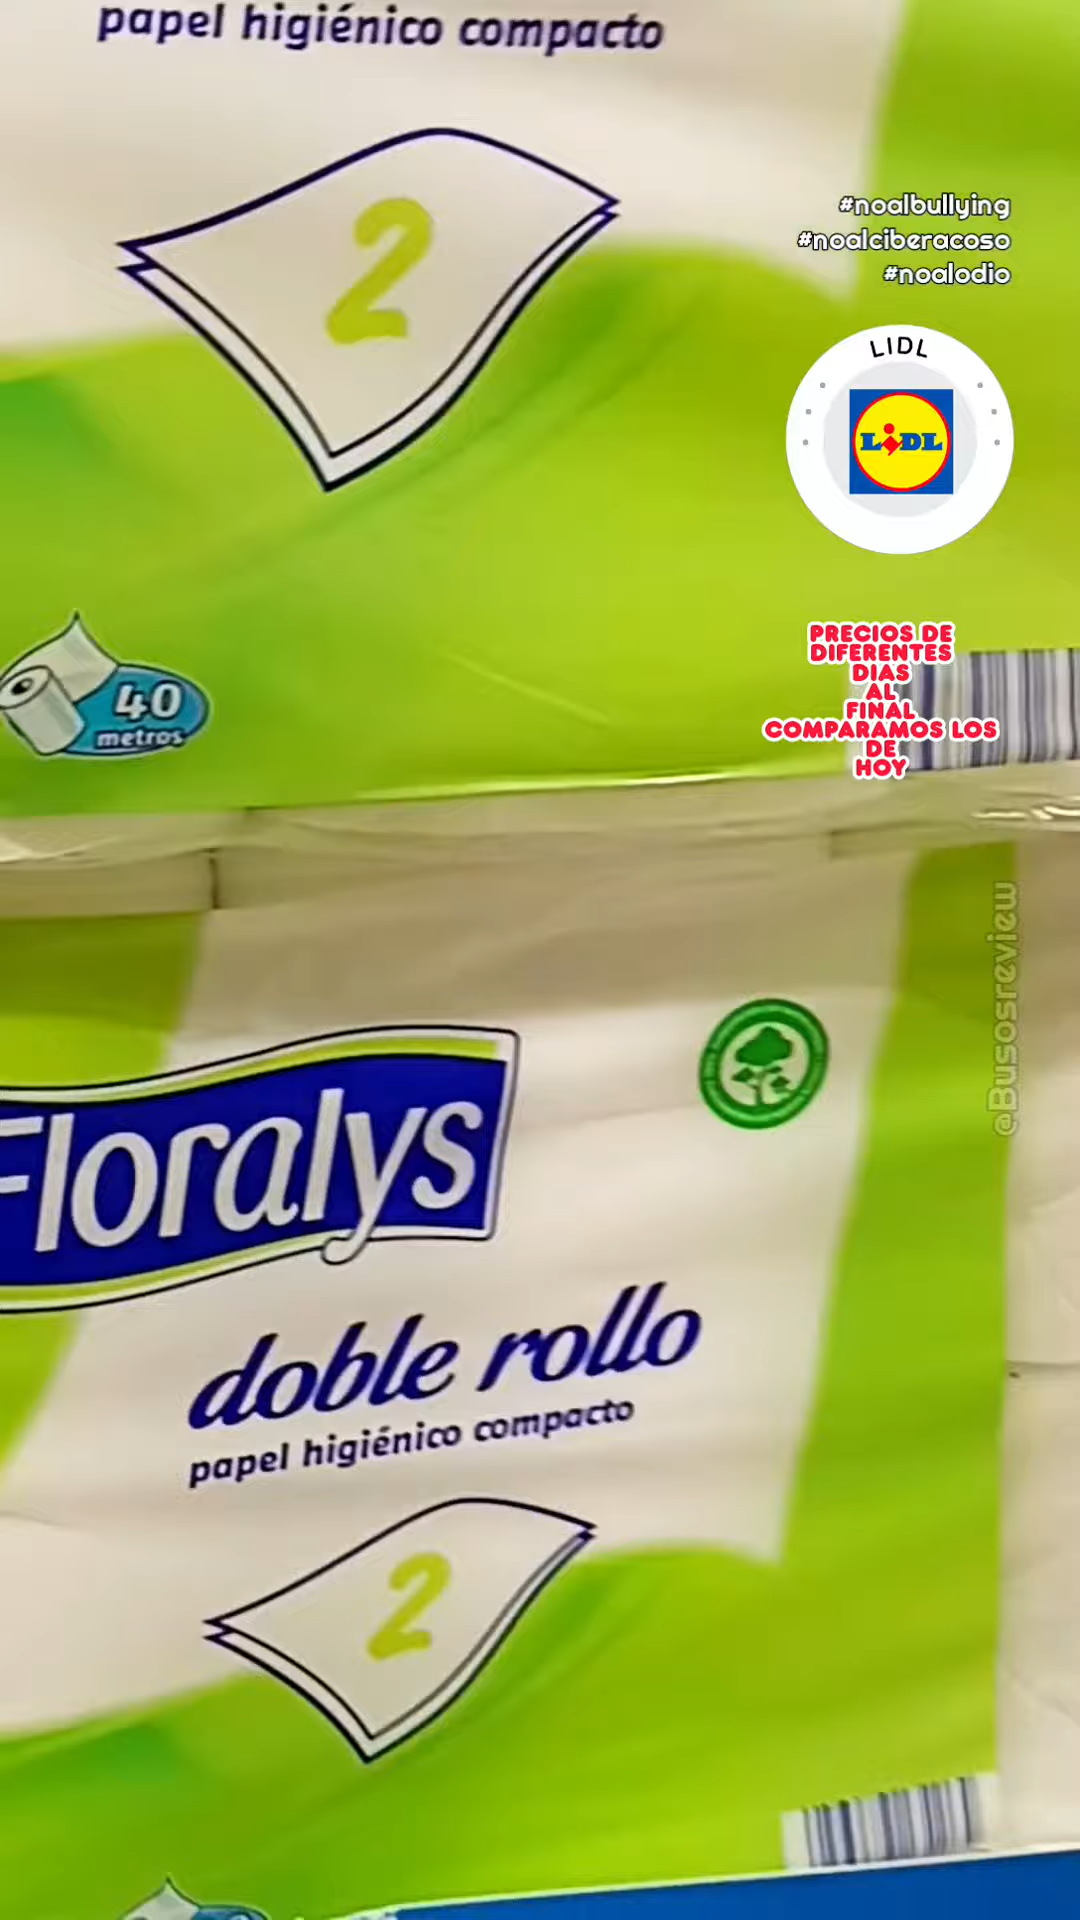 papel higiénico compacto
2
#noalbullying
#noalciberacoso
#noalodio
LIDL
LIDL
40
metros
PRECIOS DE
DIFERENTES
DIAS
AL
FINAL
COMPARAMOS LOS
DE
HOY
@Busosreview
Floralys
doble rollo
papel higiénico compacto
2